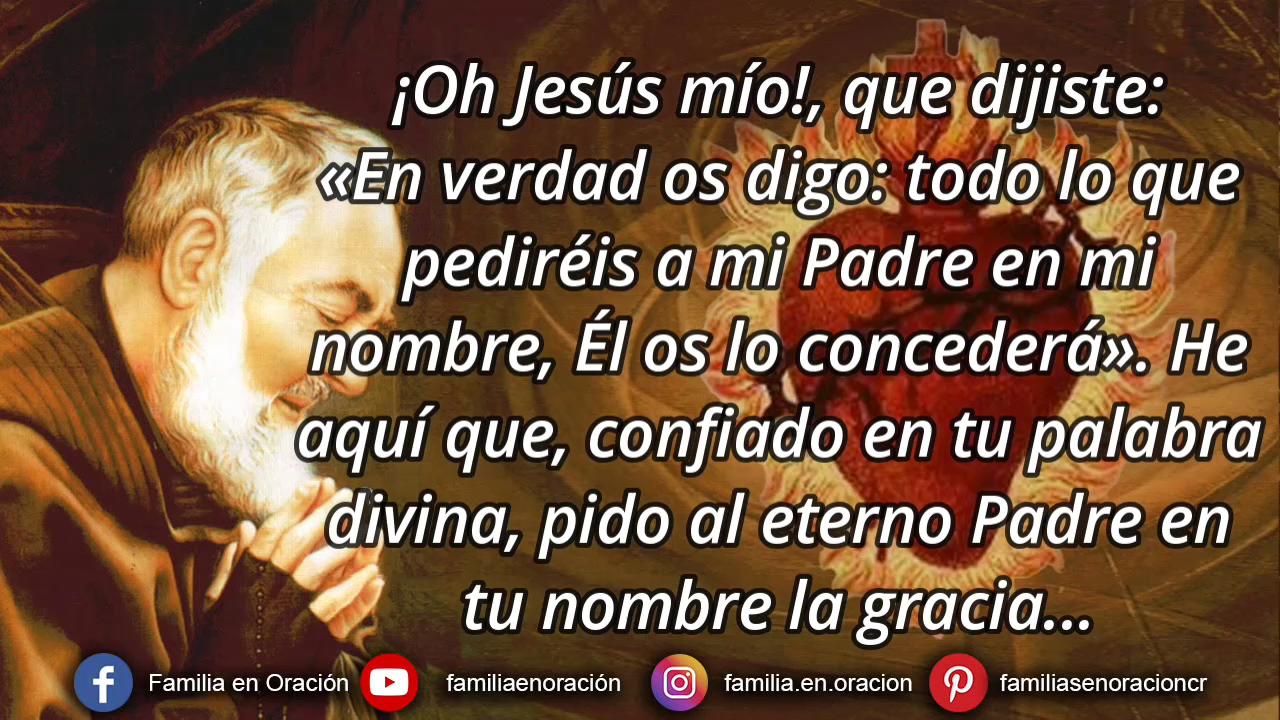 ¡Oh Jesús mío!, que dijiste:
«En verdad os digo: todo lo que
pediréis a mi Padre en mi
nombre, Él os lo concederá». He
aquí que, confiado en tu palabra
divina, pido al eterno Padre en
tu nombre la gracia...
Familia en Oración familiaenoración familia.en.oracion familiasenoracioncr